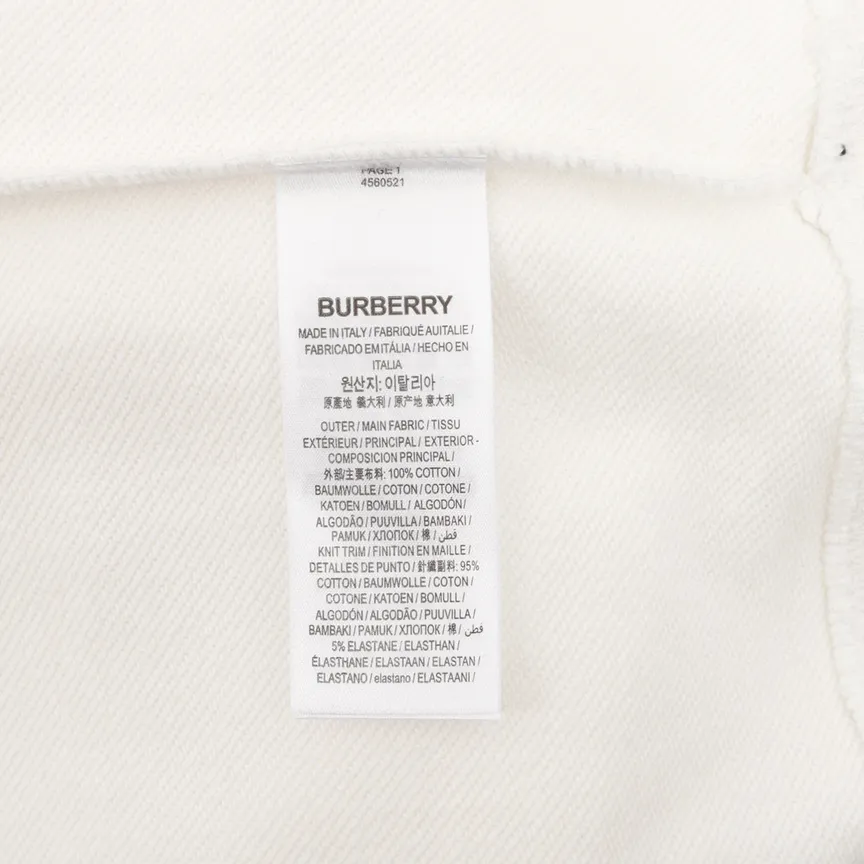 PAGE 1
4560521
BURBERRY
MADE IN ITALY / FABRIQUÉ AUITALIE /
FABRICADO EM ITÁLIA / HECHO EN
ITALIA
원산지: 이탈리아
原產地 義大利 / 原产地 意大利
OUTER / MAIN FABRIC / TISSU
EXTÉRIEUR / PRINCIPAL / EXTERIOR -
COMPOSICION PRINCIPAL /
外部/主要布料: 100% COTTON /
BAUMWOLLE / COTON / COTONE /
KATOEN / BOMULL / ALGODÓN /
ALGODÃO / PUUVILLA / BAMBAKI /
PAMUK / ХЛОПОК / 棉 / قطن /
KNIT TRIM / FINITION EN MAILLE /
DETALLES DE PUNTO / 針織副料: 95%
COTTON / BAUMWOLLE / COTON /
COTONE / KATOEN / BOMULL /
ALGODÓN / ALGODÃO / PUUVILLA /
BAMBAKI / PAMUK / ХЛОПОК / 棉 / قطن
5% ELASTANE / ELASTHAN /
ÉLASTHANE / ELASTAAN / ELASTAN /
ELASTANO / elastano / ELASTAANI /